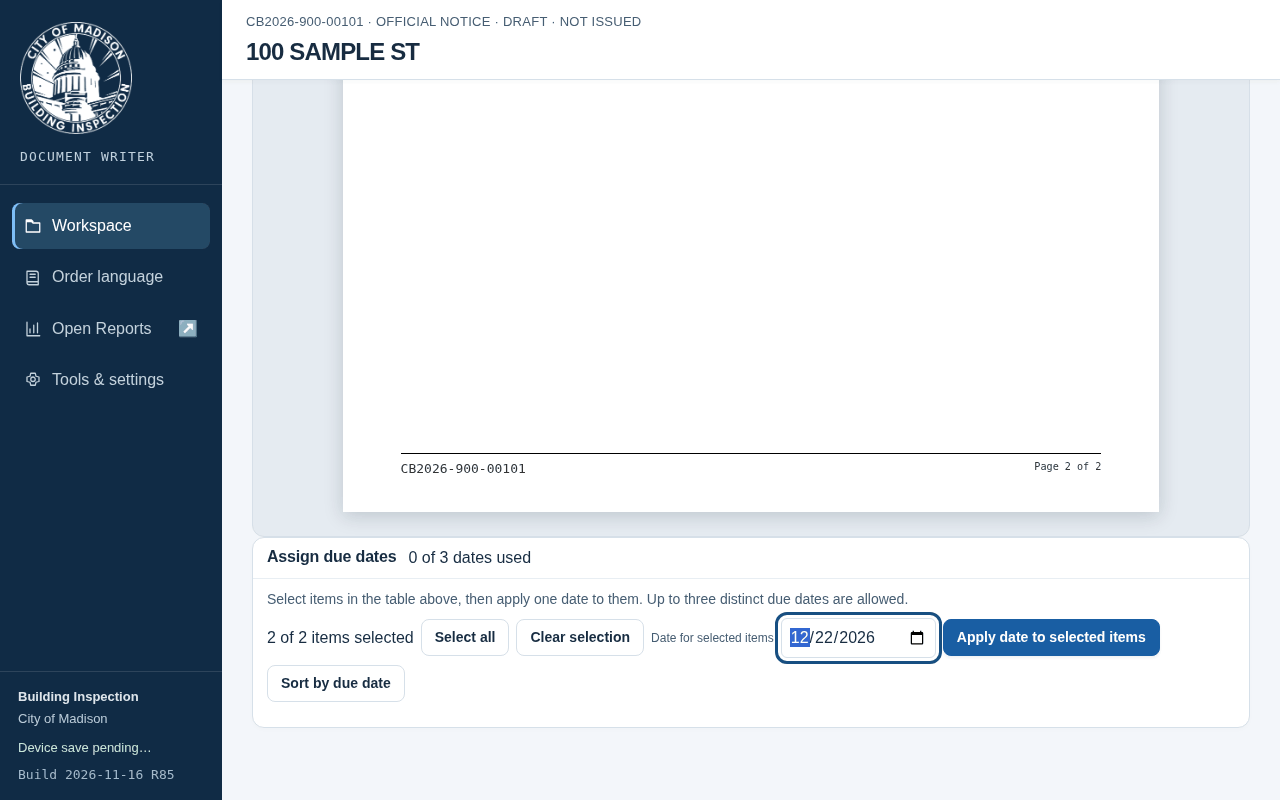 CITY OF MADISON
BUILDING INSPECTION
DOCUMENT WRITER
Workspace
Order language
Open Reports
Tools & settings
Building Inspection
City of Madison
Device save pending…
Build 2026-11-16 R85
CB2026-900-00101 · OFFICIAL NOTICE · DRAFT · NOT ISSUED
100 SAMPLE ST
CB2026-900-00101
Page 2 of 2
Assign due dates 0 of 3 dates used
Select items in the table above, then apply one date to them. Up to three distinct due dates are allowed.
2 of 2 items selected Select all Clear selection Date for selected items 12/22/2026 Apply date to selected items
Sort by due date